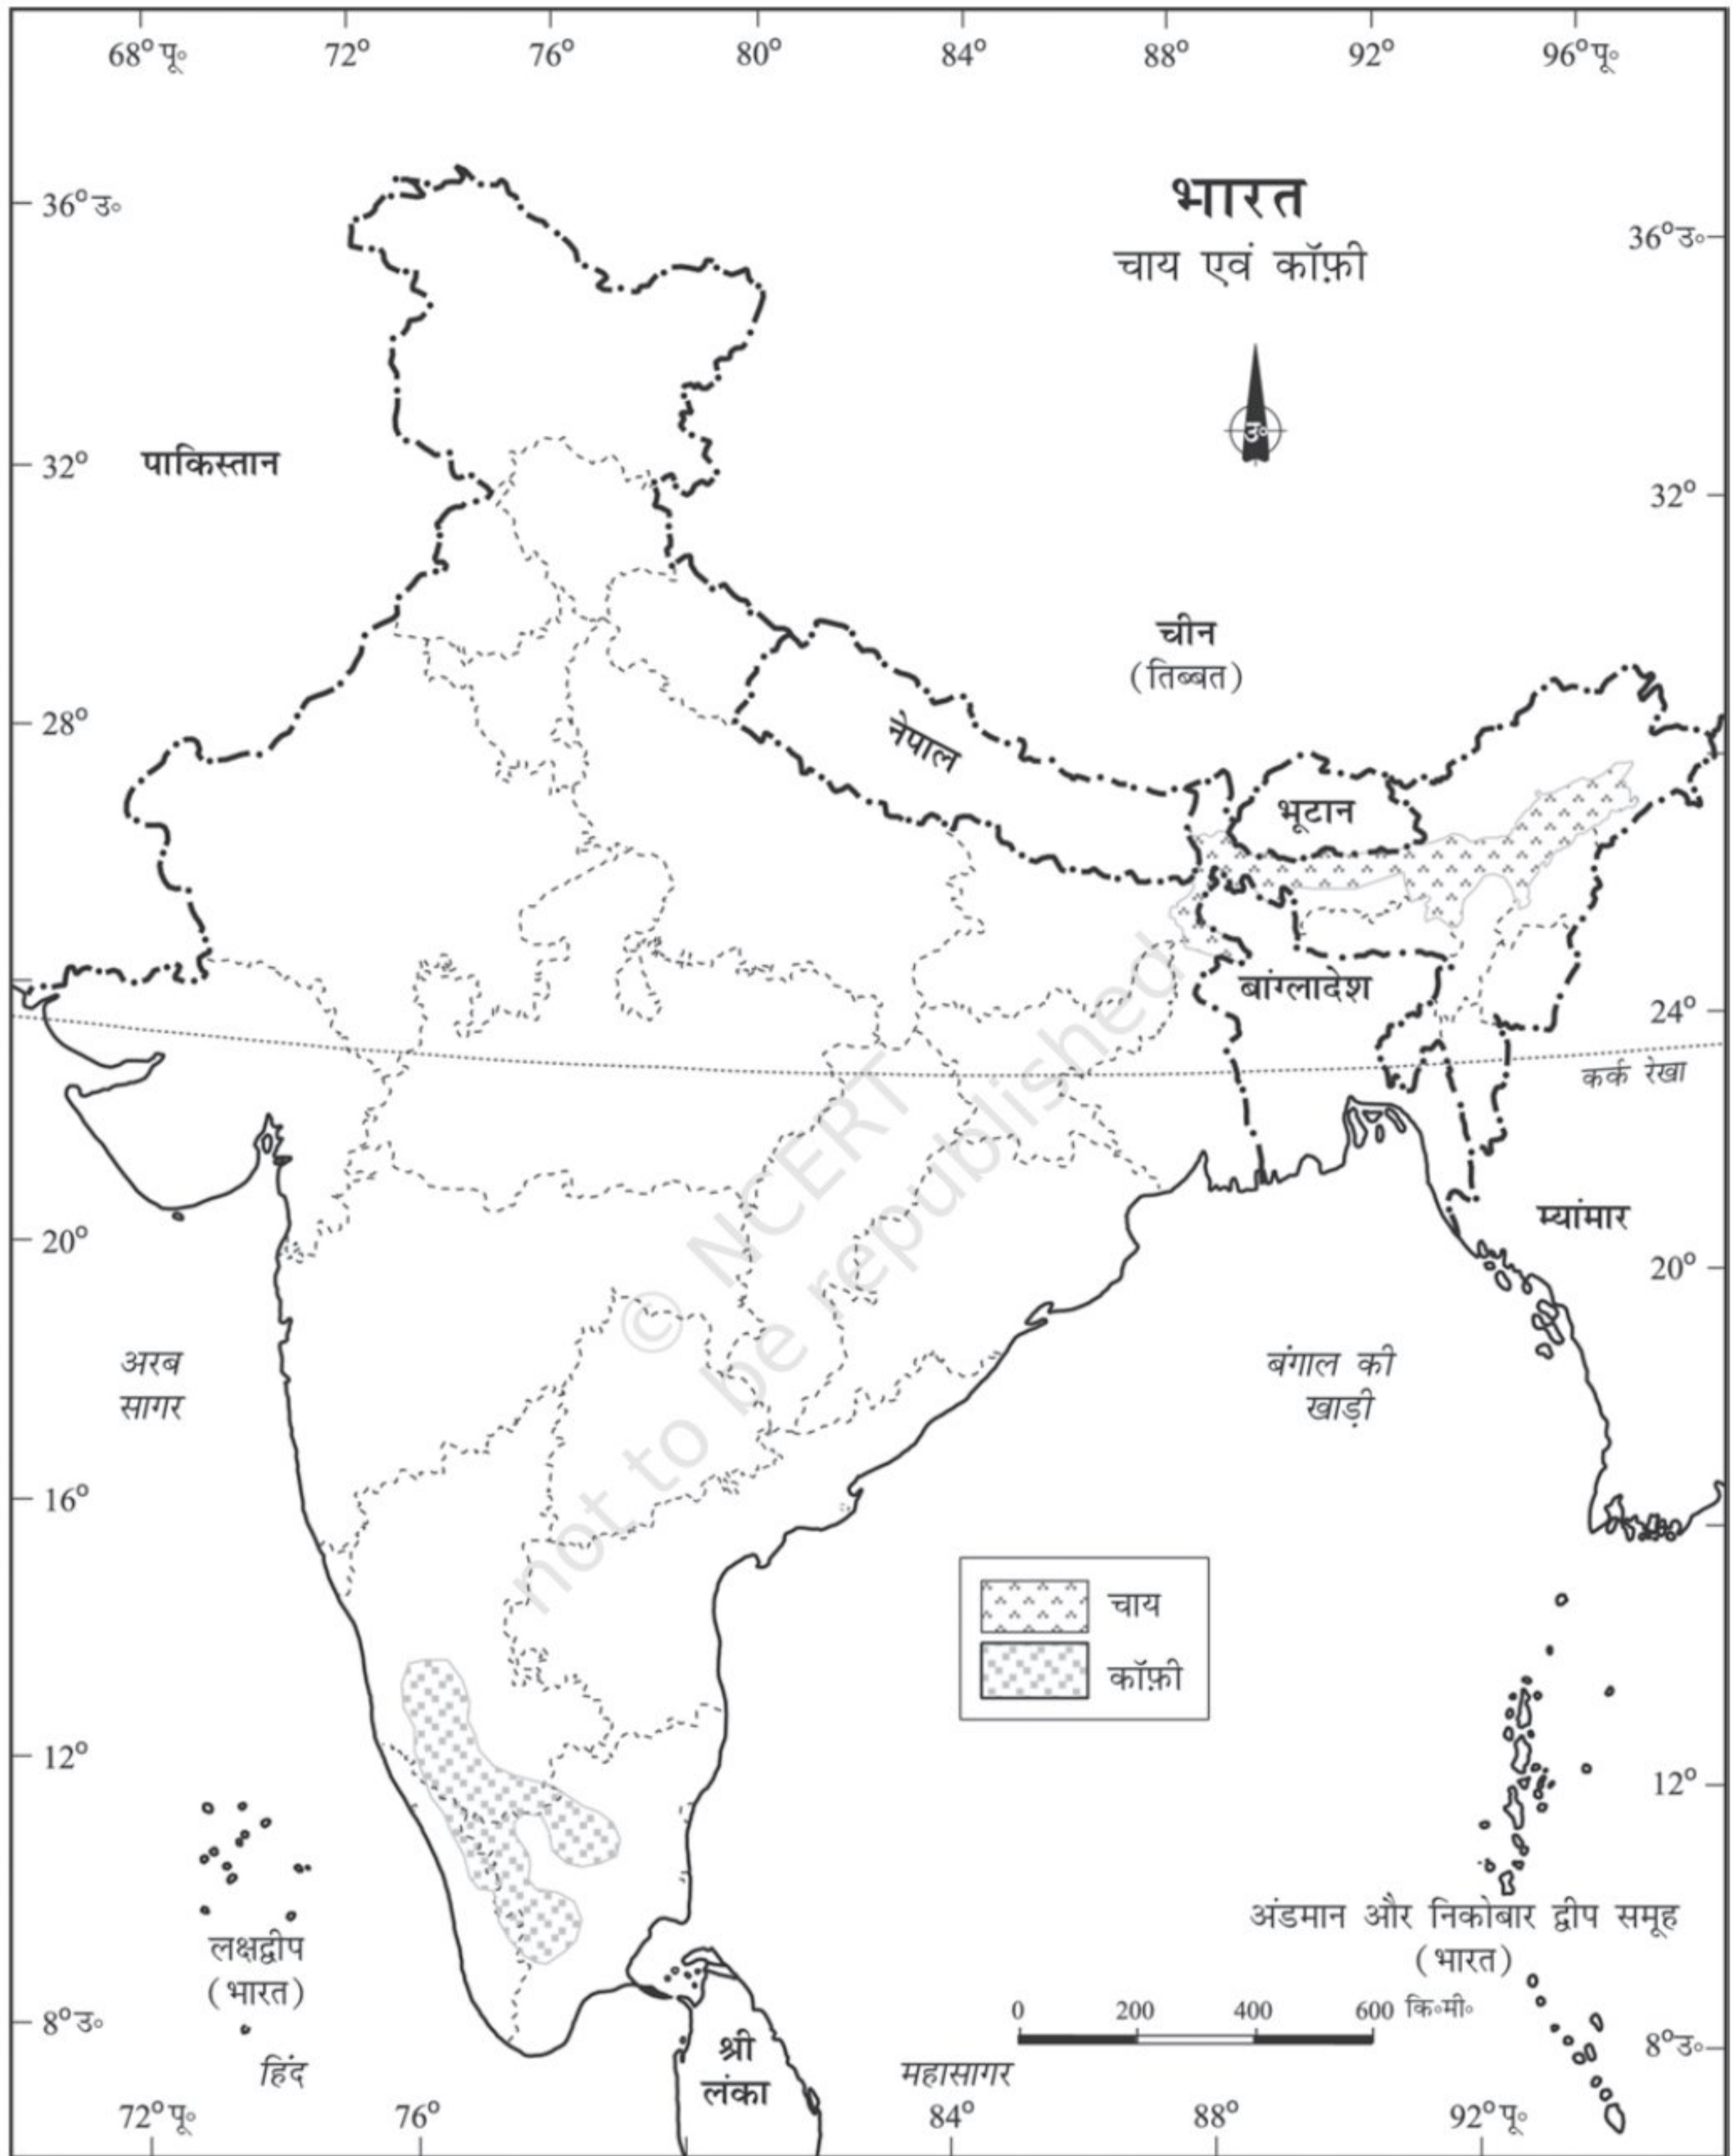 68°पू॰ 72° 76° 80° 84° 88° 92° 96°पू॰
भारत
चाय एवं कॉफ़ी
36°उ॰
36°उ॰
उ॰
पाकिस्तान
32°
32°
चीन
(तिब्बत)
28°
नेपाल
भूटान
बांग्लादेश
24°
कर्क रेखा
© NCERT
not to be republished
म्यांमार
20°
20°
अरब
सागर
बंगाल की
खाड़ी
16°
चाय
कॉफ़ी
12°
12°
लक्षद्वीप
(भारत)
अंडमान और निकोबार द्वीप समूह
(भारत)
0 200 400 600 कि॰मी॰
8°उ॰
8°उ॰
श्री
लंका
हिंद
महासागर
72°पू॰ 76° 84° 88° 92°पू॰